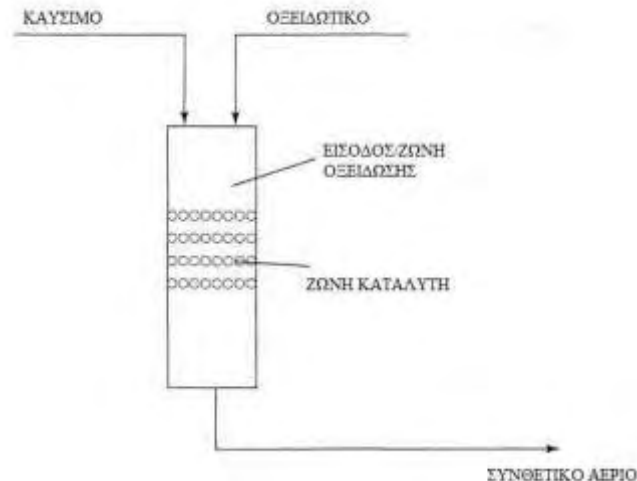 ΚΑΥΣΙΜΟ
ΟΞΕΙΔΩΤΙΚΟ
ΕΙΣΟΔΟΣ/ΖΩΝΗ
ΟΞΕΙΔΩΣΗΣ
ΖΩΝΗ ΚΑΤΑΛΥΤΗ
ΣΥΝΘΕΤΙΚΟ ΑΕΡΙΟ